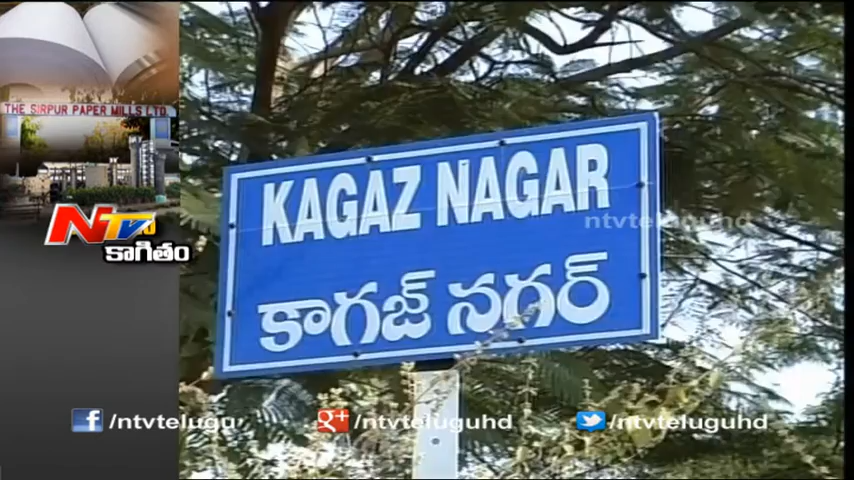 THE SIRPUR PAPER MILLS LTD
NTV
కాగితం
KAGAZ NAGAR
కాగజ్ నగర్
ntvteluguhd
/ntvtelugu
/ntvteluguhd
/ntvteluguhd